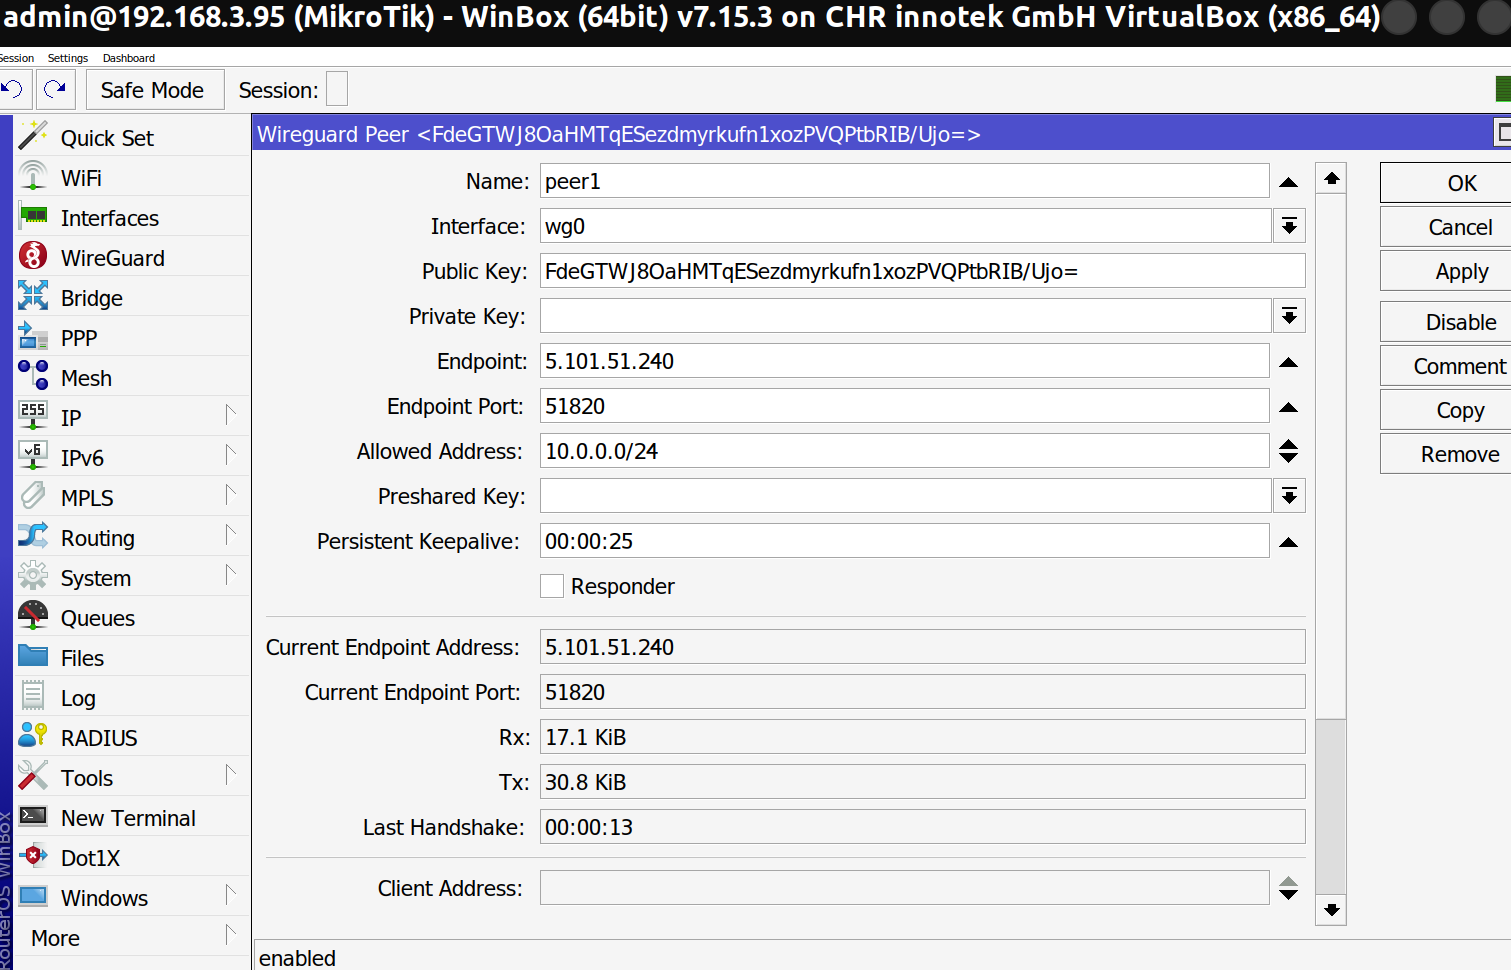 admin@192.168.3.95 (MikroTik) - WinBox (64bit) v7.15.3 on CHR innotek GmbH VirtualBox (x86_64)
Session Settings Dashboard
Safe Mode Session:
Quick Set
WiFi
Interfaces
WireGuard
Bridge
PPP
Mesh
IP
IPv6
MPLS
Routing
System
Queues
Files
Log
RADIUS
Tools
New Terminal
Dot1X
Windows
More
RouterOS WinBox
Wireguard Peer <FdeGTWJ8OaHMTqESezdmyrkufn1xozPVQPtbRIB/Ujo=>
Name: peer1
Interface: wg0
Public Key: FdeGTWJ8OaHMTqESezdmyrkufn1xozPVQPtbRIB/Ujo=
Private Key:
Endpoint: 5.101.51.240
Endpoint Port: 51820
Allowed Address: 10.0.0.0/24
Preshared Key:
Persistent Keepalive: 00:00:25
Responder
Current Endpoint Address: 5.101.51.240
Current Endpoint Port: 51820
Rx: 17.1 KiB
Tx: 30.8 KiB
Last Handshake: 00:00:13
Client Address:
enabled
OK
Cancel
Apply
Disable
Comment
Copy
Remove